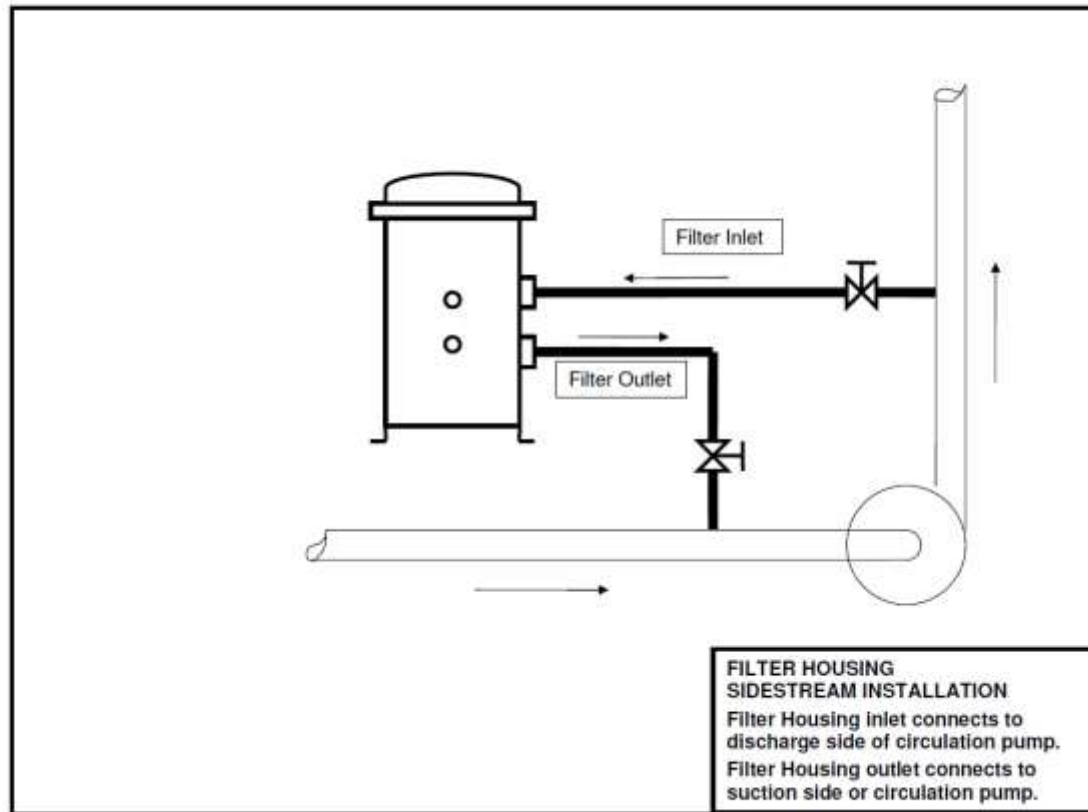 Filter Inlet
Filter Outlet
FILTER HOUSING
SIDESTREAM INSTALLATION
Filter Housing inlet connects to
discharge side of circulation pump.
Filter Housing outlet connects to
suction side or circulation pump.